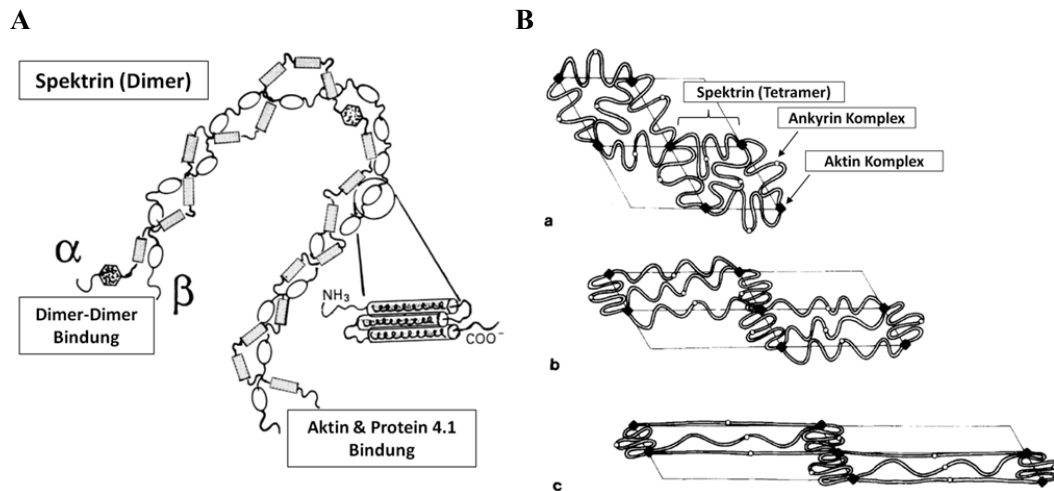 A
Spektrin (Dimer)
α
β
Dimer-Dimer
Bindung
NH₃
COO⁻
Aktin & Protein 4.1
Bindung
B
Spektrin (Tetramer)
Ankyrin Komplex
Aktin Komplex
a
b
c